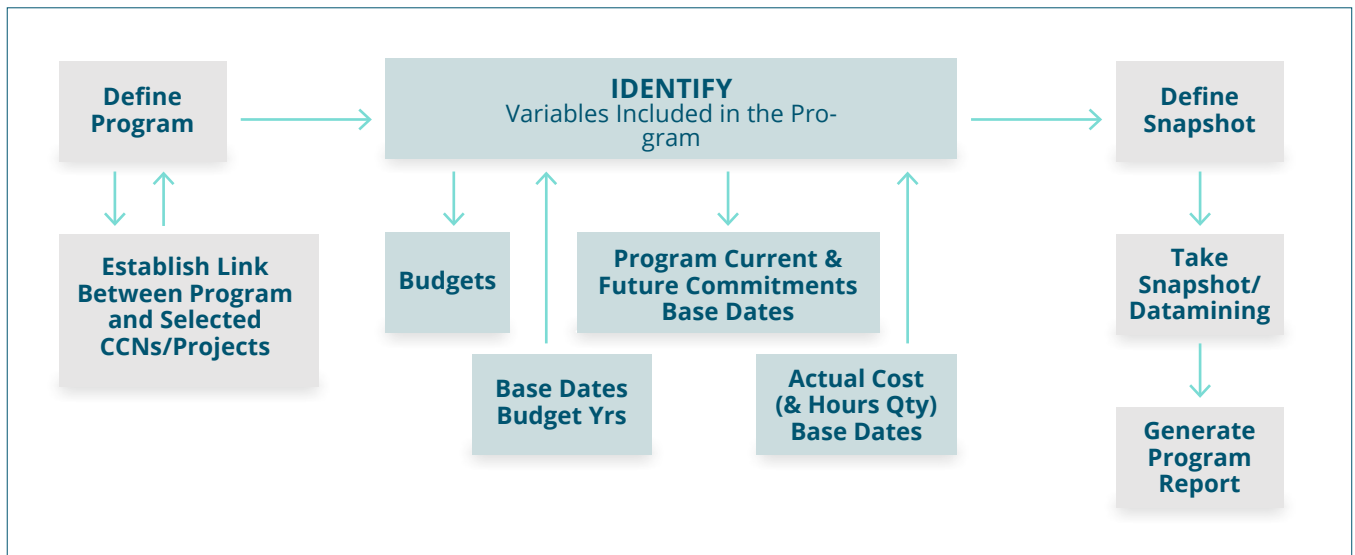 Define
Program
IDENTIFY
Variables Included in the Pro-
gram
Define
Snapshot
Establish Link
Between Program
and Selected
CCNs/Projects
Budgets
Program Current &
Future Commitments
Base Dates
Take
Snapshot/
Datamining
Base Dates
Budget Yrs
Actual Cost
(& Hours Qty)
Base Dates
Generate
Program
Report